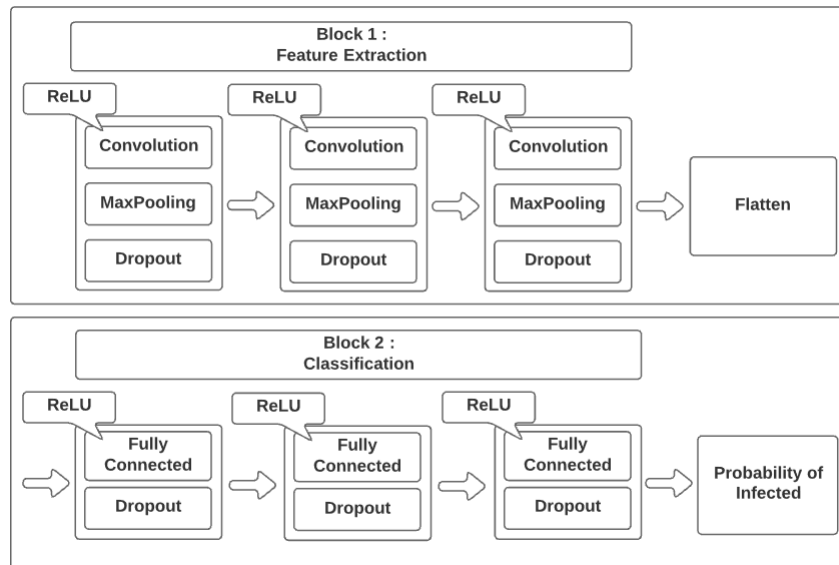 Block 1 :
Feature Extraction
ReLU
Convolution
MaxPooling
Dropout
ReLU
Convolution
MaxPooling
Dropout
ReLU
Convolution
MaxPooling
Dropout
Flatten
Block 2 :
Classification
ReLU
Fully
Connected
Dropout
ReLU
Fully
Connected
Dropout
ReLU
Fully
Connected
Dropout
Probability of
Infected